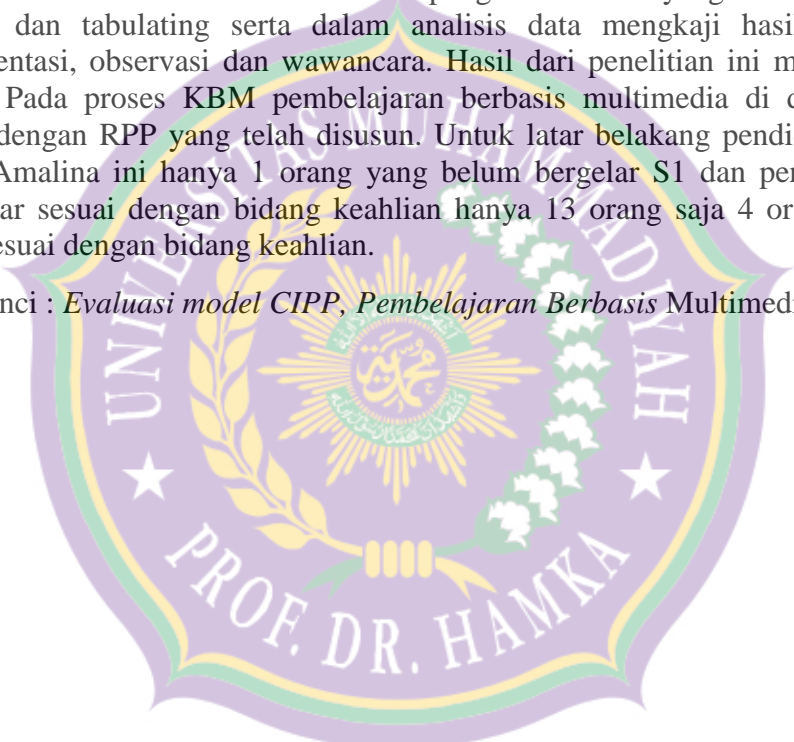 dan tabulating serta dalam analisis data mengkaji hasi
entasi, observasi dan wawancara. Hasil dari penelitian ini m
Pada proses KBM pembelajaran berbasis multimedia di d
dengan RPP yang telah disusun. Untuk latar belakang pendi
Amalina ini hanya 1 orang yang belum bergelar S1 dan per
ar sesuai dengan bidang keahlian hanya 13 orang saja 4 or
esuai dengan bidang keahlian.
nci : Evaluasi model CIPP, Pembelajaran Berbasis Multimedi
UNIVERSITAS MUHAMMADIYAH
PROF. DR. HAMKA
محمدية